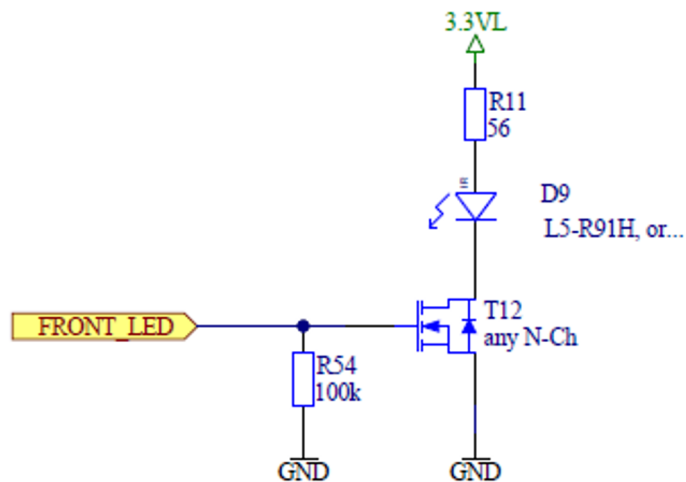 3.3VL
R11
56
D9
L5-R91H, or...
FRONT_LED
T12
any N-Ch
R54
100k
GND
GND